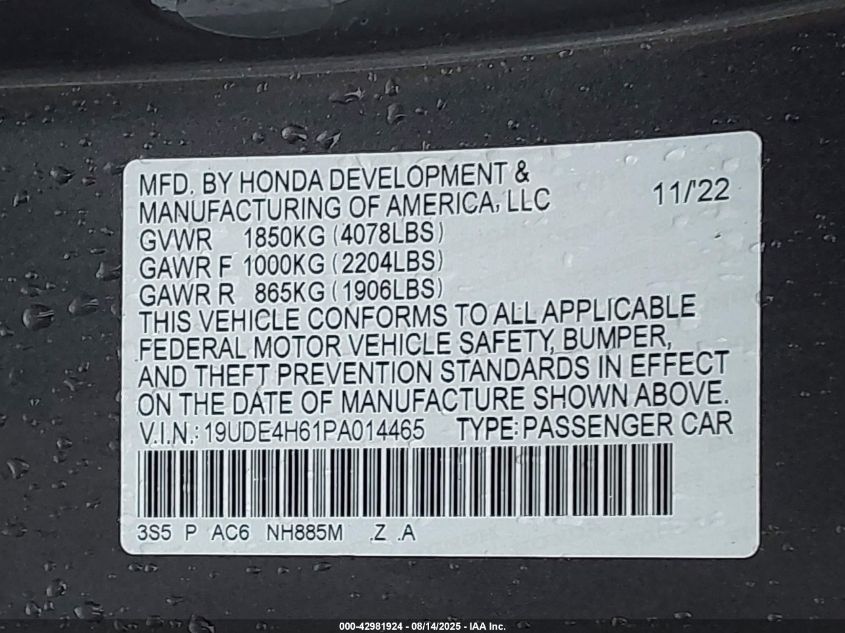 MFD. BY HONDA DEVELOPMENT &
MANUFACTURING OF AMERICA, LLC 11/'22
GVWR 1850KG (4078LBS)
GAWR F 1000KG (2204LBS)
GAWR R 865KG (1906LBS)
THIS VEHICLE CONFORMS TO ALL APPLICABLE
FEDERAL MOTOR VEHICLE SAFETY, BUMPER,
AND THEFT PREVENTION STANDARDS IN EFFECT
ON THE DATE OF MANUFACTURE SHOWN ABOVE.
V.I.N.: 19UDE4H61PA014465 TYPE: PASSENGER CAR
3S5 P AC6 NH885M .Z .A
000-42981924 - 08/14/2025 - IAA Inc.